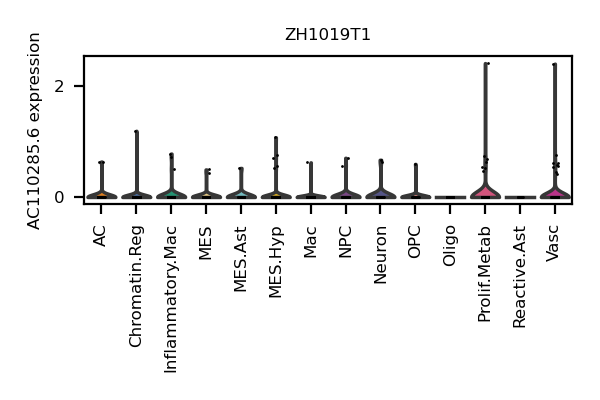 ZH1019T1
AC110285.6 expression
2
0
AC
Chromatin.Reg
Inflammatory.Mac
MES
MES.Ast
MES.Hyp
Mac
NPC
Neuron
OPC
Oligo
Prolif.Metab
Reactive.Ast
Vasc